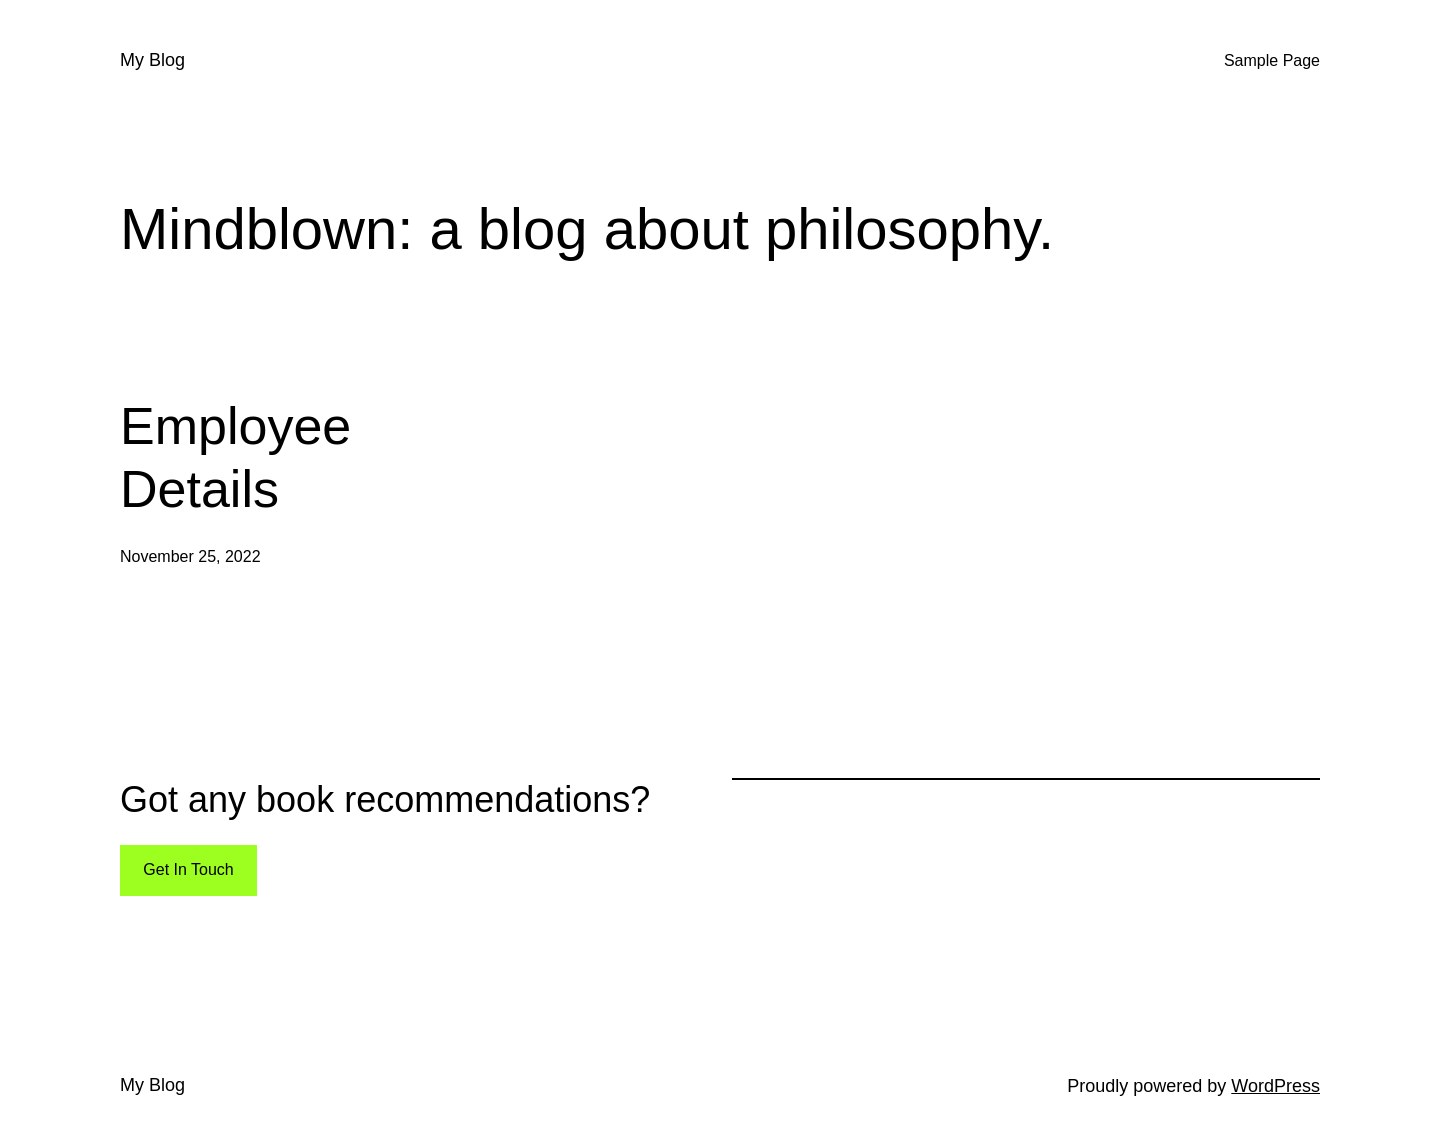 My Blog
Sample Page
Mindblown: a blog about philosophy.
Employee
Details
November 25, 2022
Got any book recommendations?
Get In Touch
My Blog
Proudly powered by WordPress